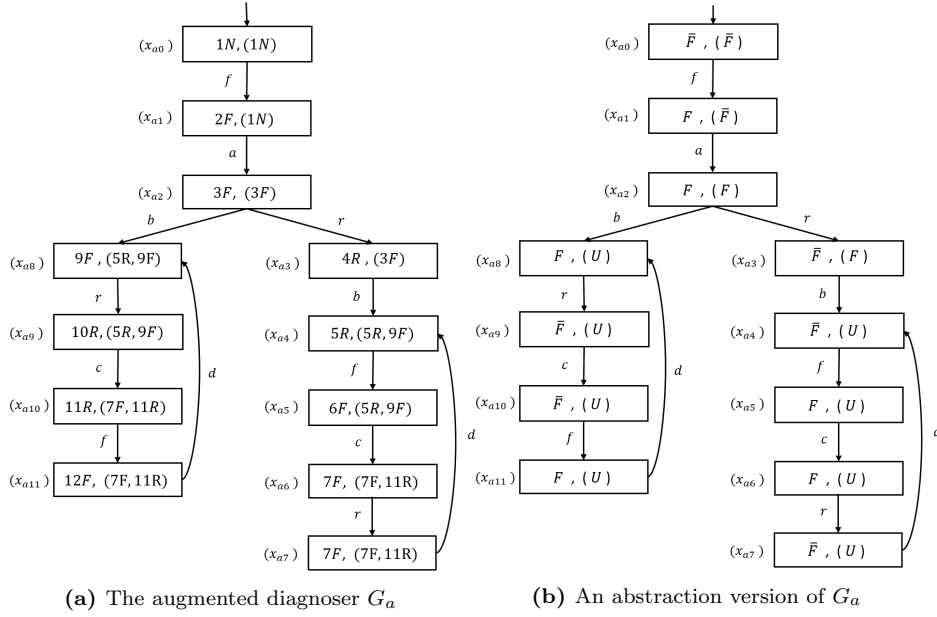 (x_{a0}) 1N, (1N)
f
(x_{a1}) 2F, (1N)
a
(x_{a2}) 3F, (3F)
b r
(x_{a8}) 9F, (5R, 9F)
r
(x_{a9}) 10R, (5R, 9F)
c
(x_{a10}) 11R, (7F, 11R)
f
(x_{a11}) 12F, (7F, 11R)
d
(x_{a3}) 4R, (3F)
b
(x_{a4}) 5R, (5R, 9F)
f
(x_{a5}) 6F, (5R, 9F)
c
(x_{a6}) 7F, (7F, 11R)
r
(x_{a7}) 7F, (7F, 11R)
d
(a) The augmented diagnoser G_a
(x_{a0}) F̄ , (F̄)
f
(x_{a1}) F , (F̄)
a
(x_{a2}) F , (F)
b r
(x_{a8}) F , (U)
r
(x_{a9}) F̄ , (U)
c
(x_{a10}) F̄ , (U)
f
(x_{a11}) F , (U)
d
(x_{a3}) F̄ , (F)
b
(x_{a4}) F̄ , (U)
f
(x_{a5}) F , (U)
c
(x_{a6}) F , (U)
r
(x_{a7}) F̄ , (U)
(b) An abstraction version of G_a